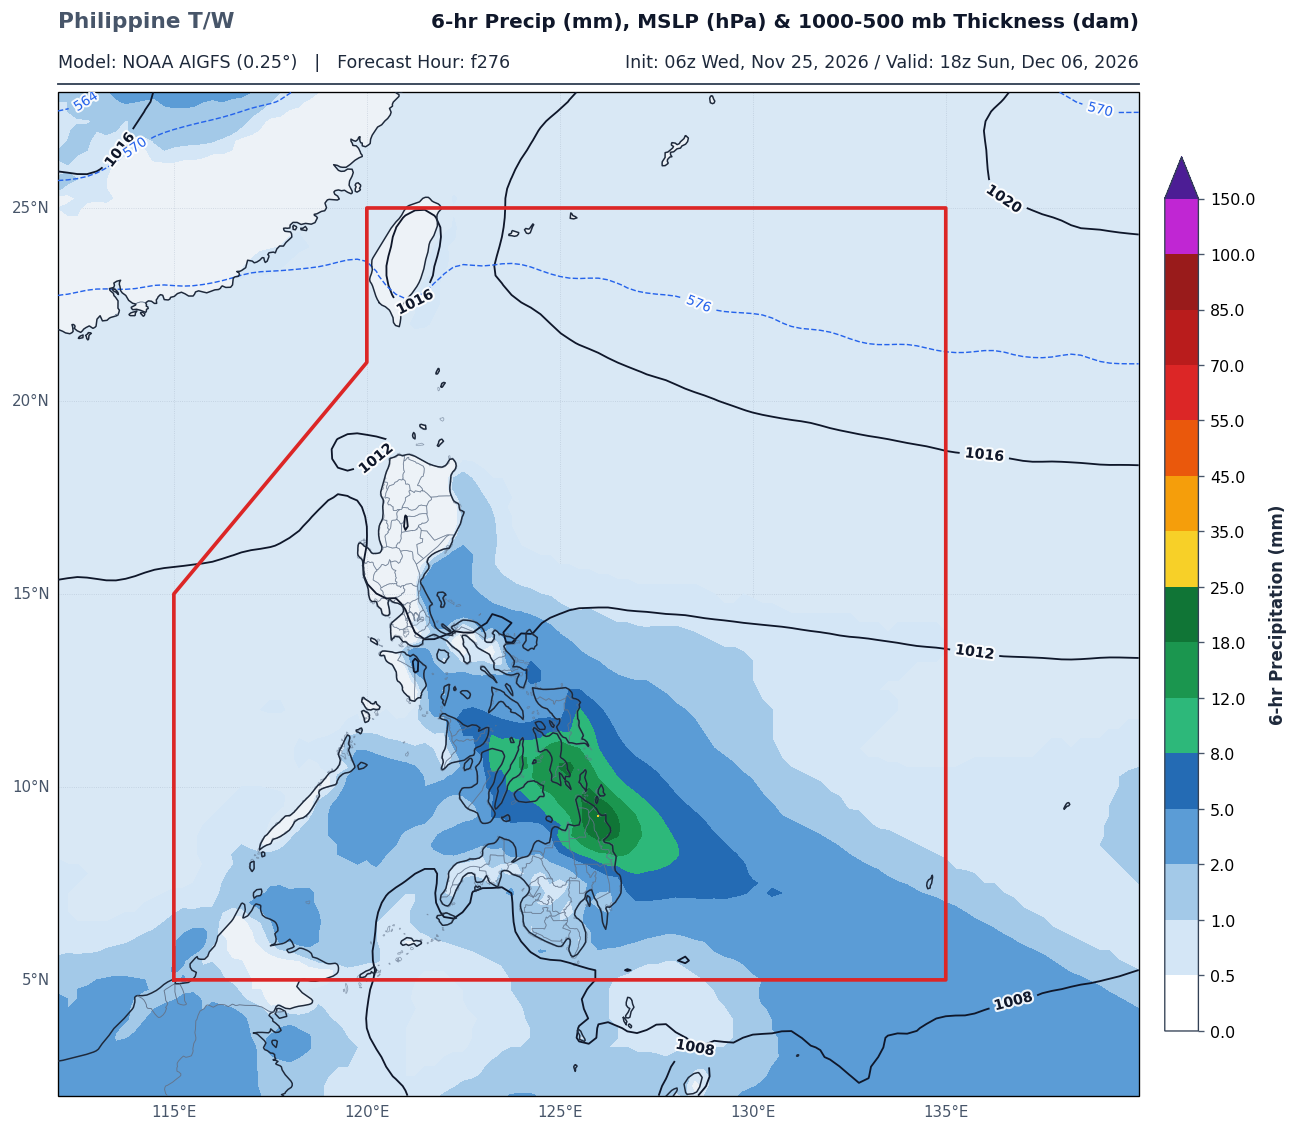 Philippine T/W
6-hr Precip (mm), MSLP (hPa) & 1000-500 mb Thickness (dam)
Model: NOAA AIGFS (0.25°) | Forecast Hour: f276
Init: 06z Wed, Nov 25, 2026 / Valid: 18z Sun, Dec 06, 2026
564
570
1016
570
1020
25°N
1016
576
20°N
1012
1016
15°N
1012
10°N
5°N
1008
1008
115°E
120°E
125°E
130°E
135°E
150.0
100.0
85.0
70.0
55.0
45.0
35.0
25.0
18.0
12.0
8.0
5.0
2.0
1.0
0.5
0.0
6-hr Precipitation (mm)